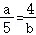 a/5 = 4/b